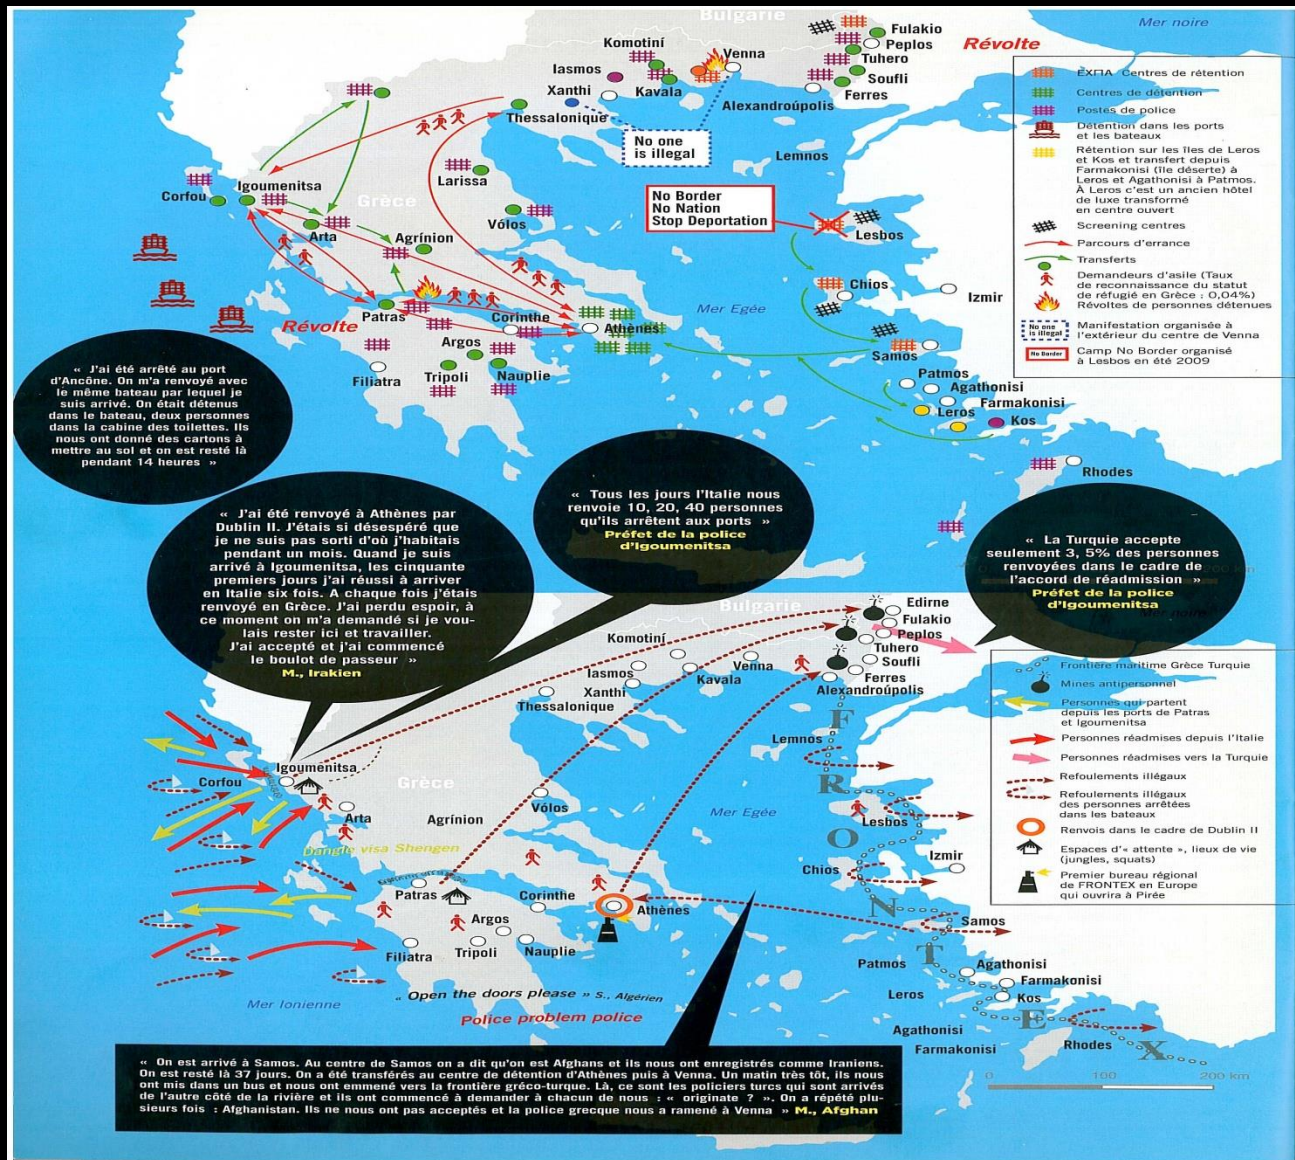 Bulgarie
Mer noire
Révolte
Fulakio
Peplos
Tuhero
Soufli
Ferres
Komotiní
Venna
Iasmos
Xanthi
Kavala
Alexandroúpolis
Thessalonique
No one
is illegal
Lemnos
Larissa
Igoumenitsa
Corfou
Grèce
No Border
No Nation
Stop Deportation
Lesbos
Vólos
Arta
Agrínion
Chios
Izmir
Mer Egée
Patras
Corinthe
Athènes
Révolte
Argos
Samos
Filiatra
Tripoli
Nauplie
Patmos
Agathonisi
Farmakonisi
Leros
Kos
Rhodes
ΕΧΠΑ Centres de rétention
Centres de détention
Postes de police
Détention dans les ports
et les bateaux
Rétention sur les îles de Leros
et Kos et transfert depuis
Farmakonisi (île déserte) à
Leros et Agathonisi à Patmos.
À Leros c'est un ancien hôtel
de luxe transformé
en centre ouvert
Screening centres
Parcours d'errance
Transferts
Demandeurs d'asile (Taux
de reconnaissance du statut
de réfugié en Grèce : 0,04%)
Révoltes de personnes détenues
No one
is illegal
Manifestation organisée à
l'extérieur du centre de Venna
No Border
Camp No Border organisé
à Lesbos en été 2009
« J'ai été arrêté au port
d'Ancône. On m'a renvoyé avec
le même bateau par lequel je
suis arrivé. On était détenus
dans le bateau, deux personnes
dans la cabine des toilettes. Ils
nous ont donné des cartons à
mettre au sol et on est resté là
pendant 14 heures »
« J'ai été renvoyé à Athènes par
Dublin II. J'étais si désespéré que
je ne suis pas sorti d'où j'habitais
pendant un mois. Quand je suis
arrivé à Igoumenitsa, les cinquante
premiers jours j'ai réussi à arriver
en Italie six fois. A chaque fois j'étais
renvoyé en Grèce. J'ai perdu espoir, à
ce moment on m'a demandé si je vou-
lais rester ici et travailler.
J'ai accepté et j'ai commencé
le boulot de passeur »
M., Irakien
« Tous les jours l'Italie nous
renvoie 10, 20, 40 personnes
qu'ils arrêtent aux ports »
Préfet de la police
d'Igoumenitsa
« La Turquie accepte
seulement 3, 5% des personnes
renvoyées dans le cadre de
l'accord de réadmission »
Préfet de la police
d'Igoumenitsa
200 km
Bulgarie
Mer noire
Edirne
Fulakio
Peplos
Tuhero
Soufli
Ferres
Komotiní
Iasmos
Venna
Xanthi
Kavala
Alexandroúpolis
Thessalonique
Lemnos
Igoumenitsa
Corfou
Grèce
Vólos
Arta
Agrínion
Mer Egée
Lesbos
Dangle visa Shengen
Chios
Izmir
Patras
Corinthe
Athènes
Argos
Samos
Filiatra
Tripoli
Nauplie
Patmos
Agathonisi
Farmakonisi
Leros
Kos
Mer Ionienne
« Open the doors please » S., Algérien
Police problem police
Agathonisi
Farmakonisi
Rhodes
FRONTEX
0 100 200 km
Frontière maritime Grèce Turquie
Mines antipersonnel
Personnes qui partent
depuis les ports de Patras
et Igoumenitsa
Personnes réadmises depuis l'Italie
Personnes réadmises vers la Turquie
Refoulements illégaux
Refoulements illégaux
des personnes arrêtées
dans les bateaux
Renvois dans le cadre de Dublin II
Espaces d'« attente », lieux de vie
(jungles, squats)
Premier bureau régional
de FRONTEX en Europe
qui ouvrira à Pirée
« On est arrivé à Samos. Au centre de Samos on a dit qu'on est Afghans et ils nous ont enregistrés comme Iraniens.
On est resté là 37 jours. On a été transférés au centre de détention d'Athènes puis à Venna. Un matin très tôt, ils nous
ont mis dans un bus et nous ont emmené vers la frontière gréco-turque. Là, ce sont les policiers turcs qui sont arrivés
de l'autre côté de la rivière et ils ont commencé à demander à chacun de nous : « originate ? ». On a répété plu-
sieurs fois : Afghanistan. Ils ne nous ont pas acceptés et la police grecque nous a ramené à Venna » M., Afghan